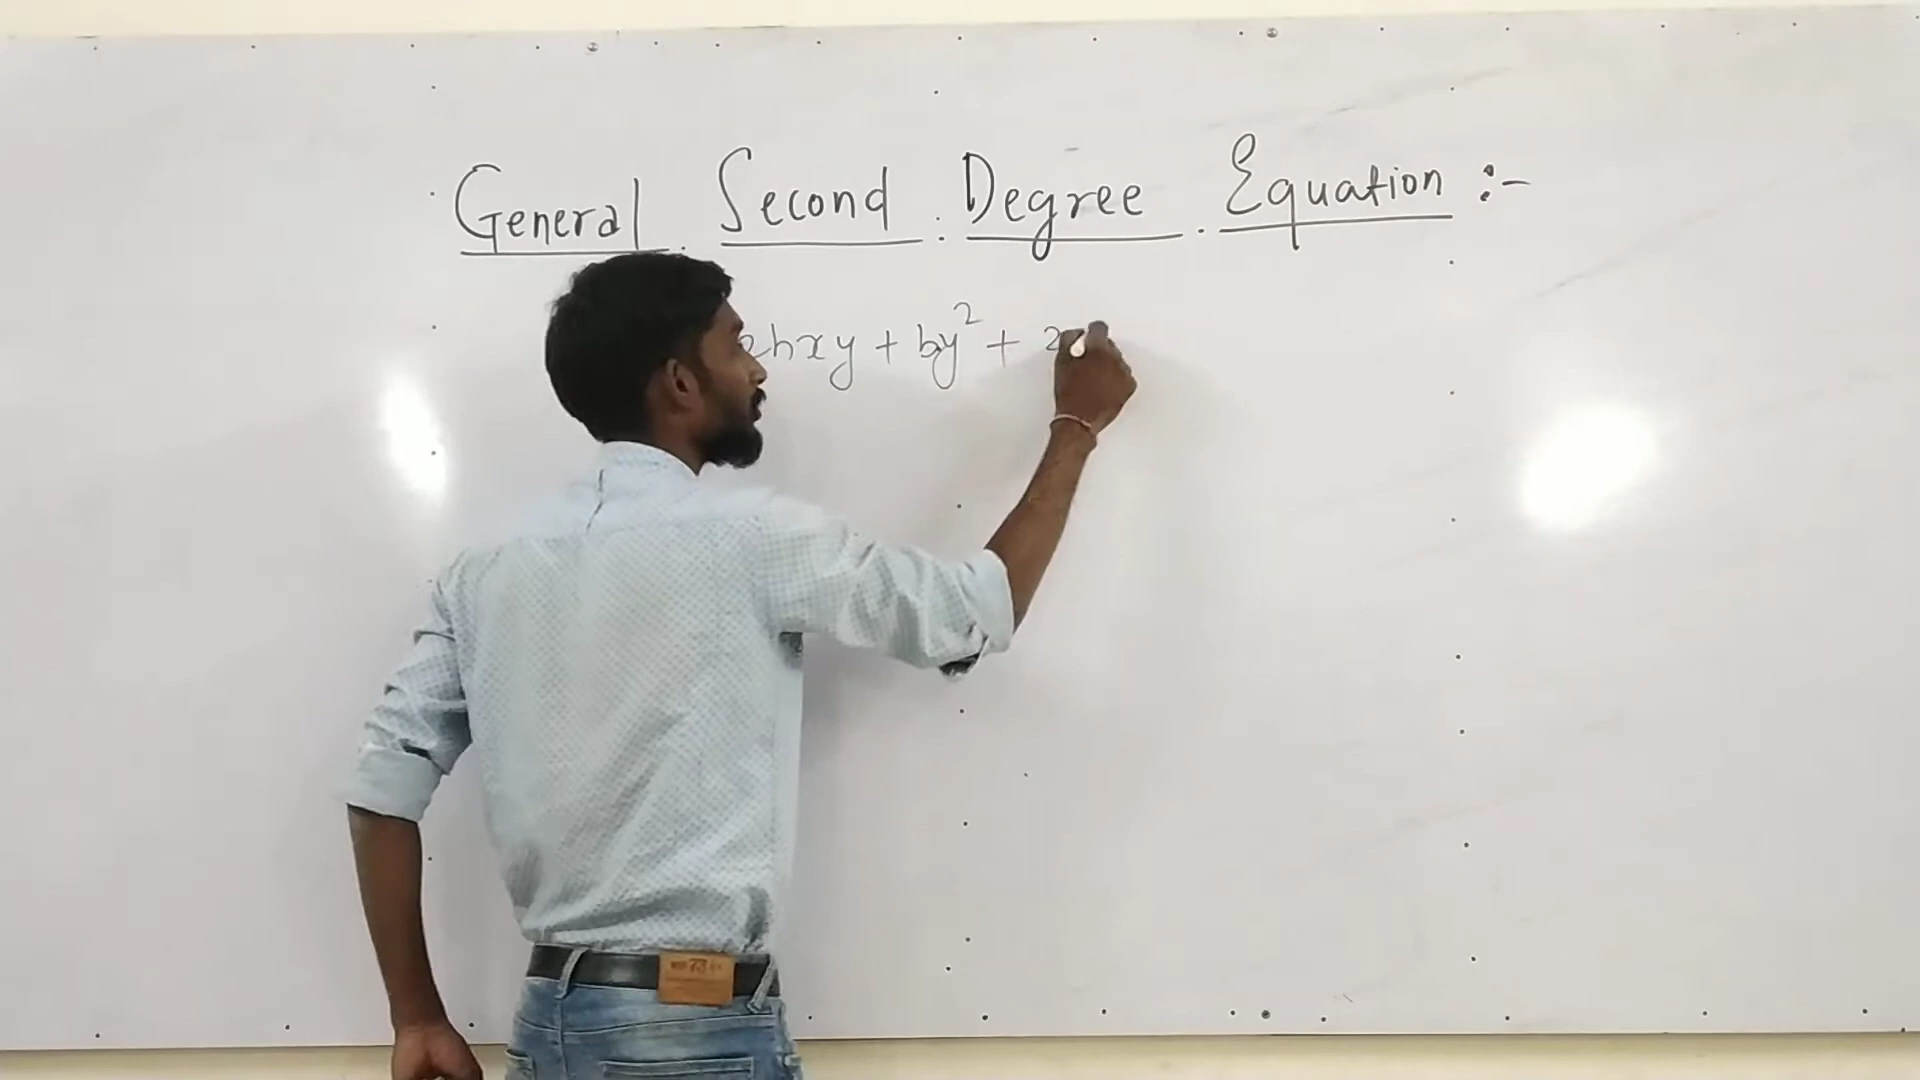 General Second Degree Equation :-
2hxy + by² + 2